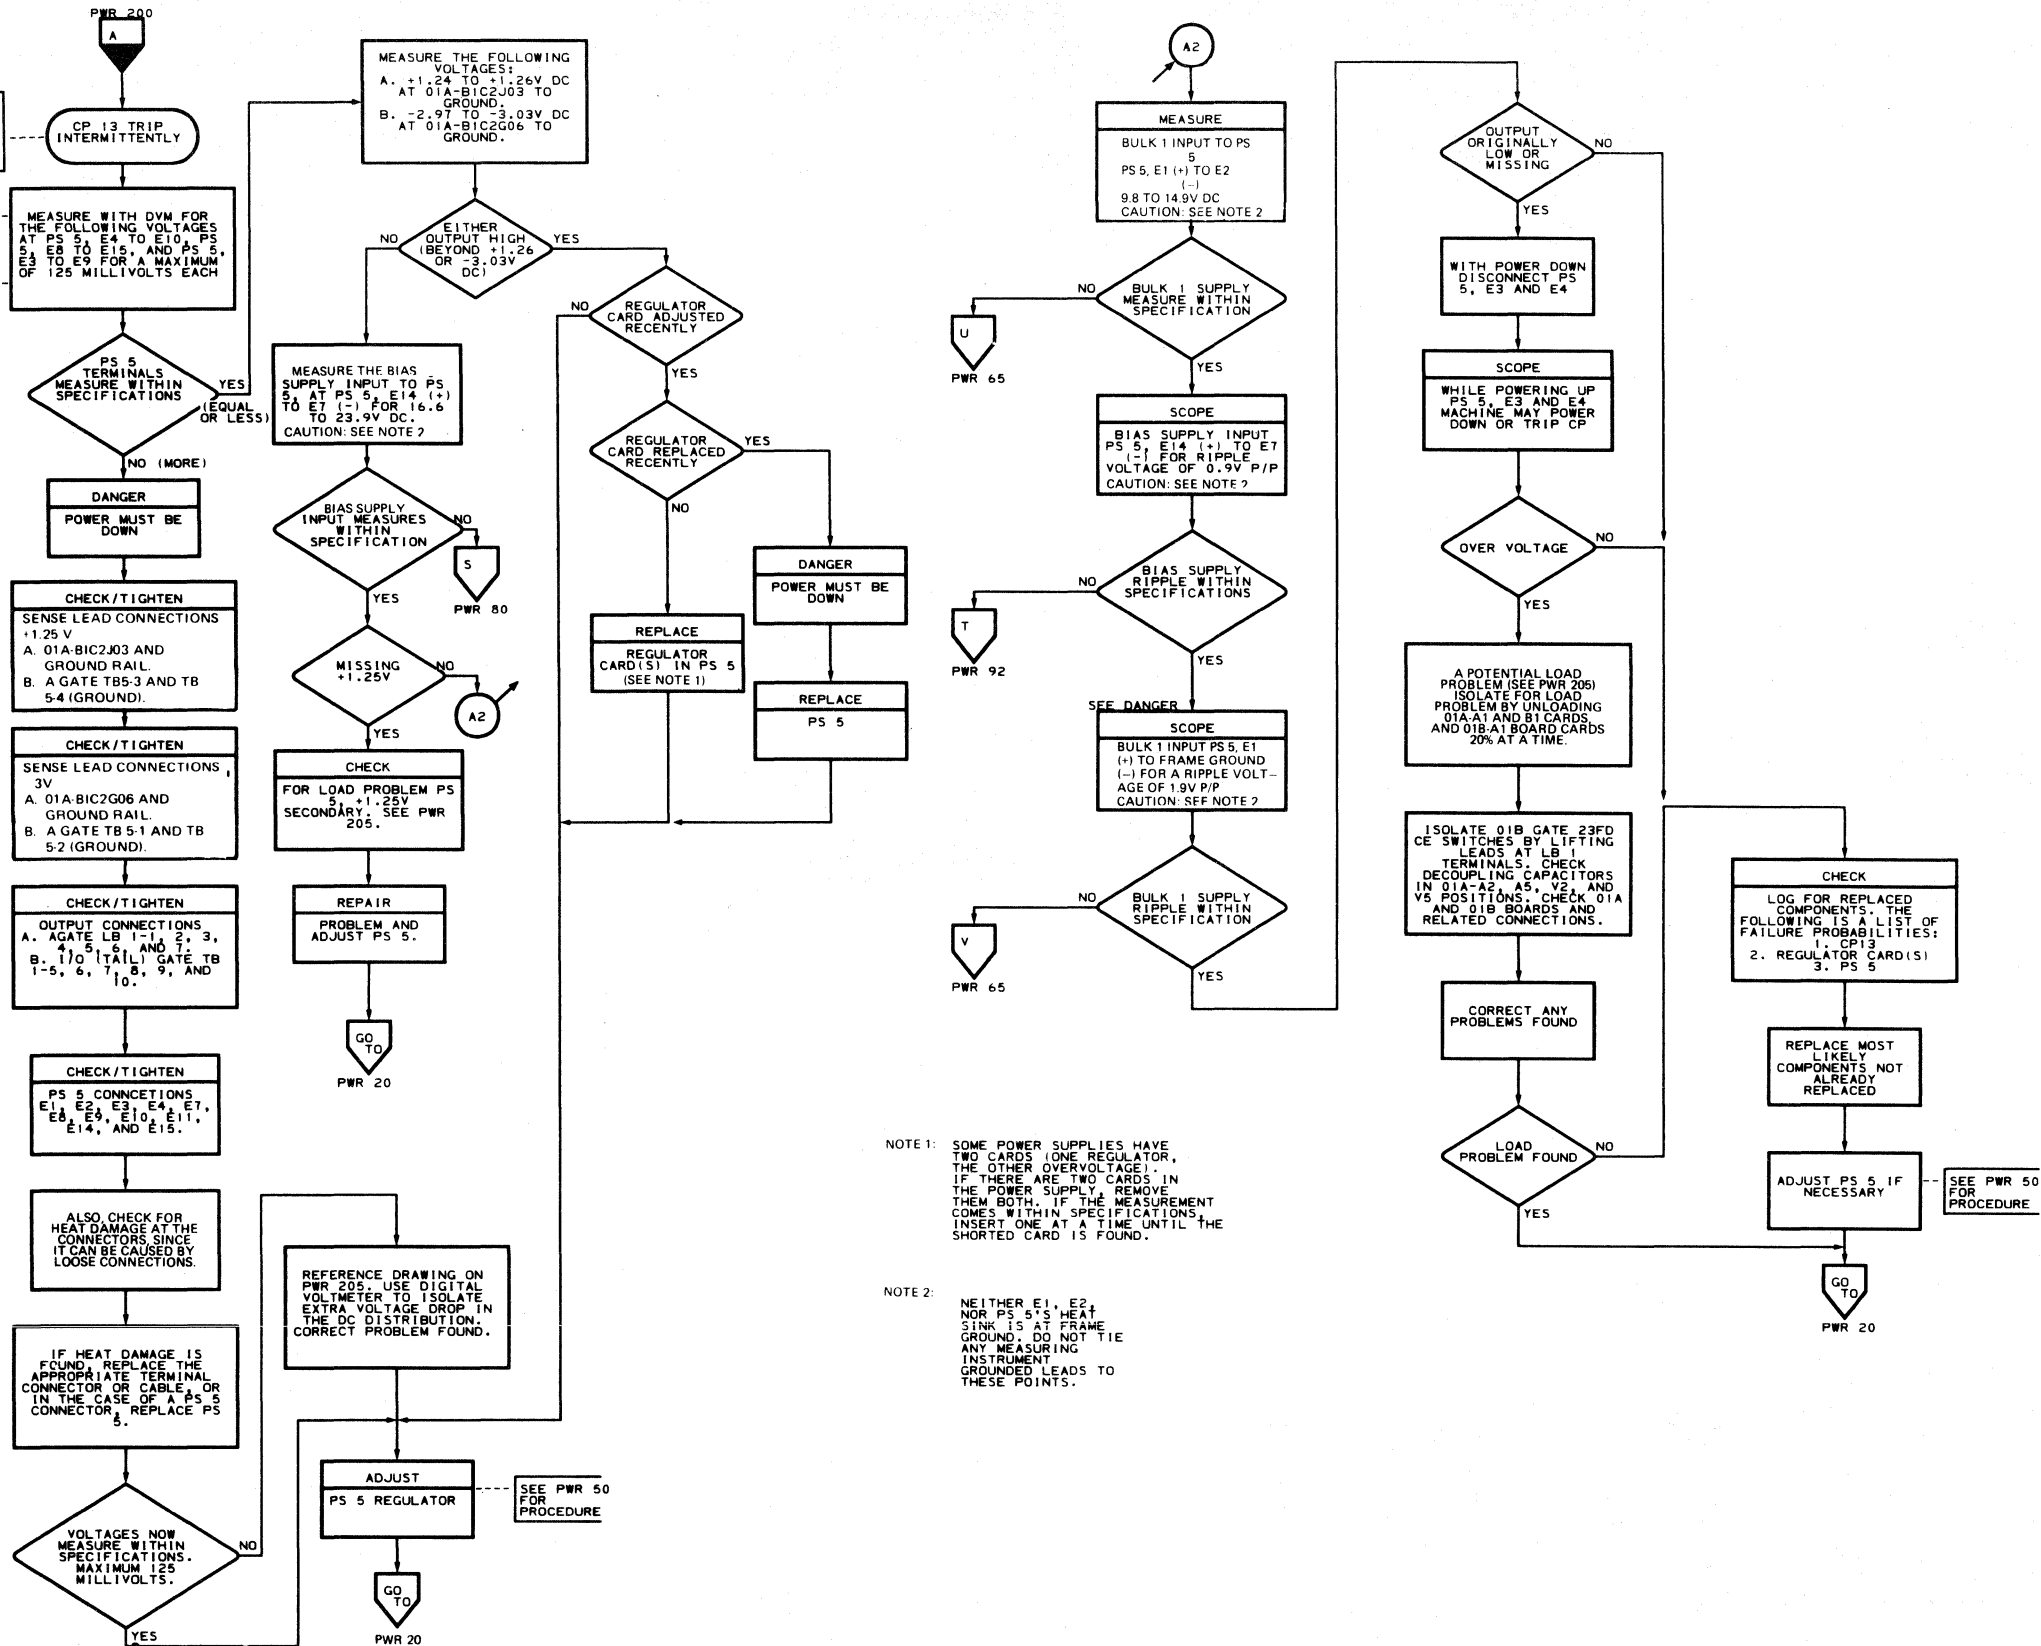 PWR 200
A
CP 13 TRIP
INTERMITTENTLY
MEASURE WITH DVM FOR
THE FOLLOWING VOLTAGES
AT PS 5, E4 TO E10, PS
5, E8 TO E15, AND PS 5,
E3 TO E9 FOR A MAXIMUM
OF 125 MILLIVOLTS EACH
PS 5
TERMINALS
MEASURE WITHIN
SPECIFICATIONS
YES
(EQUAL
OR LESS)
NO (MORE)
DANGER
POWER MUST BE
DOWN
CHECK/TIGHTEN
SENSE LEAD CONNECTIONS
+1.25 V
A. 01A-BIC2J03 AND
GROUND RAIL.
B. A GATE TB5-3 AND TB
5-4 (GROUND).
CHECK/TIGHTEN
SENSE LEAD CONNECTIONS
3V
A. 01A-BIC2G06 AND
GROUND RAIL.
B. A GATE TB 5-1 AND TB
5-2 (GROUND).
CHECK/TIGHTEN
OUTPUT CONNECTIONS
A. AGATE LB 1-1, 2, 3,
4, 5, 6, AND 7.
B. I/O (TAIL) GATE TB
1-5, 6, 7, 8, 9, AND
10.
CHECK/TIGHTEN
PS 5 CONNCETIONS
E1, E2, E3, E4, E7,
E8, E9, E10, E11,
E14, AND E15.
ALSO, CHECK FOR
HEAT DAMAGE AT THE
CONNECTORS, SINCE
IT CAN BE CAUSED BY
LOOSE CONNECTIONS.
IF HEAT DAMAGE IS
FOUND, REPLACE THE
APPROPRIATE TERMINAL
CONNECTOR OR CABLE, OR
IN THE CASE OF A PS 5
CONNECTOR, REPLACE PS
5.
VOLTAGES NOW
MEASURE WITHIN
SPECIFICATIONS.
MAXIMUM 125
MILLIVOLTS.
NO
YES
MEASURE THE FOLLOWING
VOLTAGES:
A. +1.24 TO +1.26V DC
AT 01A-B1C2J03 TO
GROUND.
B. -2.97 TO -3.03V DC
AT 01A-B1C2G06 TO
GROUND.
EITHER
OUTPUT HIGH
(BEYOND +1.26
OR -3.03V
DC)
NO
YES
MEASURE THE BIAS
SUPPLY INPUT TO PS
5, AT PS 5, E14 (+)
TO E7 (-) FOR 16.6
TO 23.9V DC.
CAUTION: SEE NOTE 2
BIAS SUPPLY
INPUT MEASURES
WITHIN
SPECIFICATION
NO
S
PWR 80
YES
MISSING
+1.25V
NO
A2
YES
CHECK
FOR LOAD PROBLEM PS
5, +1.25V
SECONDARY. SEE PWR
205.
REPAIR
PROBLEM AND
ADJUST PS 5.
GO
TO
PWR 20
REFERENCE DRAWING ON
PWR 205. USE DIGITAL
VOLTMETER TO ISOLATE
EXTRA VOLTAGE DROP IN
THE DC DISTRIBUTION.
CORRECT PROBLEM FOUND.
ADJUST
PS 5 REGULATOR
SEE PWR 50
FOR
PROCEDURE
GO
TO
PWR 20
REGULATOR
CARD ADJUSTED
RECENTLY
NO
YES
REGULATOR
CARD REPLACED
RECENTLY
YES
NO
REPLACE
REGULATOR
CARD(S) IN PS 5
(SEE NOTE 1)
DANGER
POWER MUST BE
DOWN
REPLACE
PS 5
A2
MEASURE
BULK 1 INPUT TO PS
5
PS 5, E1 (+) TO E2
(-)
9.8 TO 14.9V DC
CAUTION: SEE NOTE 2
BULK 1 SUPPLY
MEASURE WITHIN
SPECIFICATION
NO
U
PWR 65
YES
SCOPE
BIAS SUPPLY INPUT
PS 5, E14 (+) TO E7
(-) FOR RIPPLE
VOLTAGE OF 0.9V P/P
CAUTION: SEE NOTE 2
BIAS SUPPLY
RIPPLE WITHIN
SPECIFICATIONS
NO
T
PWR 92
YES
SEE DANGER
SCOPE
BULK 1 INPUT PS 5, E1
(+) TO FRAME GROUND
(-) FOR A RIPPLE VOLT-
AGE OF 1.9V P/P
CAUTION: SEE NOTE 2
BULK 1 SUPPLY
RIPPLE WITHIN
SPECIFICATION
NO
V
PWR 65
YES
NOTE 1: SOME POWER SUPPLIES HAVE
TWO CARDS (ONE REGULATOR,
THE OTHER OVERVOLTAGE).
IF THERE ARE TWO CARDS IN
THE POWER SUPPLY, REMOVE
THEM BOTH. IF THE MEASUREMENT
COMES WITHIN SPECIFICATIONS,
INSERT ONE AT A TIME UNTIL THE
SHORTED CARD IS FOUND.
NOTE 2:
NEITHER E1, E2,
NOR PS 5'S HEAT
SINK IS AT FRAME
GROUND. DO NOT TIE
ANY MEASURING
INSTRUMENT
GROUNDED LEADS TO
THESE POINTS.
OUTPUT
ORIGINALLY
LOW OR
MISSING
NO
YES
WITH POWER DOWN
DISCONNECT PS
5, E3 AND E4
SCOPE
WHILE POWERING UP
PS 5, E3 AND E4
MACHINE MAY POWER
DOWN OR TRIP CP
OVER VOLTAGE
NO
YES
A POTENTIAL LOAD
PROBLEM (SEE PWR 205)
ISOLATE FOR LOAD
PROBLEM BY UNLOADING
01A-A1 AND B1 CARDS
AND 01B-A1 BOARD CARDS
20% AT A TIME.
ISOLATE 01B GATE 23FD
CE SWITCHES BY LIFTING
LEADS AT LB 1
TERMINALS. CHECK
DECOUPLING CAPACITORS
IN 01A-A2, A5, V2, AND
V5 POSITIONS. CHECK 01A
AND 01B BOARDS AND
RELATED CONNECTIONS.
CORRECT ANY
PROBLEMS FOUND
LOAD
PROBLEM FOUND
NO
YES
CHECK
LOG FOR REPLACED
COMPONENTS. THE
FOLLOWING IS A LIST OF
FAILURE PROBABILITIES:
1. CP13
2. REGULATOR CARD(S)
3. PS 5
REPLACE MOST
LIKELY
COMPONENTS NOT
ALREADY
REPLACED
ADJUST PS 5 IF
NECESSARY
SEE PWR 50
FOR
PROCEDURE
GO
TO
PWR 20